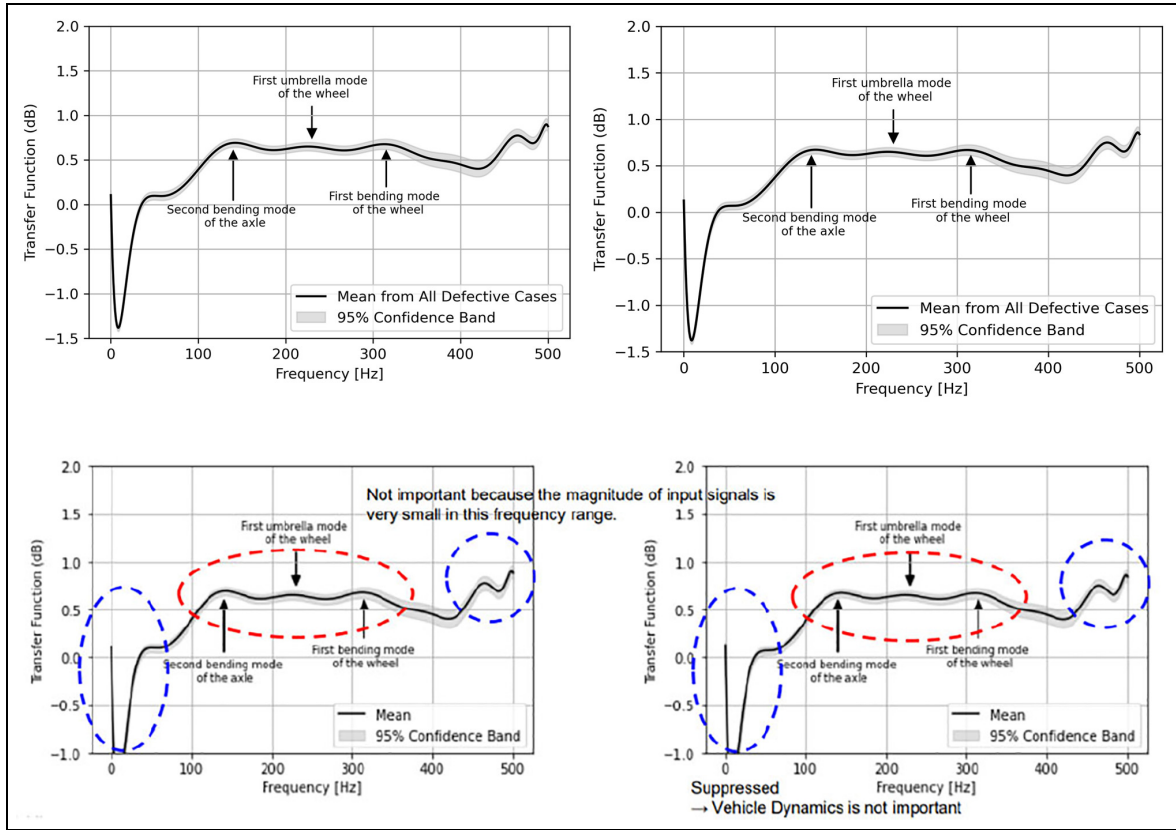 2.0
1.5
1.0
0.5
0.0
−0.5
−1.0
−1.5
Transfer Function (dB)
First umbrella mode
of the wheel
Second bending mode
of the axle
First bending mode
of the wheel
Mean from All Defective Cases
95% Confidence Band
0 100 200 300 400 500
Frequency [Hz]
2.0
1.5
1.0
0.5
0.0
−0.5
−1.0
−1.5
Transfer Function (dB)
First umbrella mode
of the wheel
First bending mode
of the wheel
Second bending mode
of the axle
Mean from All Defective Cases
95% Confidence Band
0 100 200 300 400 500
Frequency [Hz]
Not important because the magnitude of input signals is
very small in this frequency range.
2.0
1.5
1.0
0.5
0.0
−0.5
−1.0
Transfer Function (dB)
First umbrella mode
of the wheel
First bending mode
of the wheel
Second bending mode
of the axle
Mean
95% Confidence Band
0 100 200 300 400 500
Frequency [Hz]
2.0
1.5
1.0
0.5
0.0
−0.5
−1.0
Transfer Function (dB)
First umbrella mode
of the wheel
First bending mode
of the wheel
Second bending mode
of the axle
Mean
95% Confidence Band
0 100 200 300 400 500
Frequency [Hz]
Suppressed
→ Vehicle Dynamics is not important